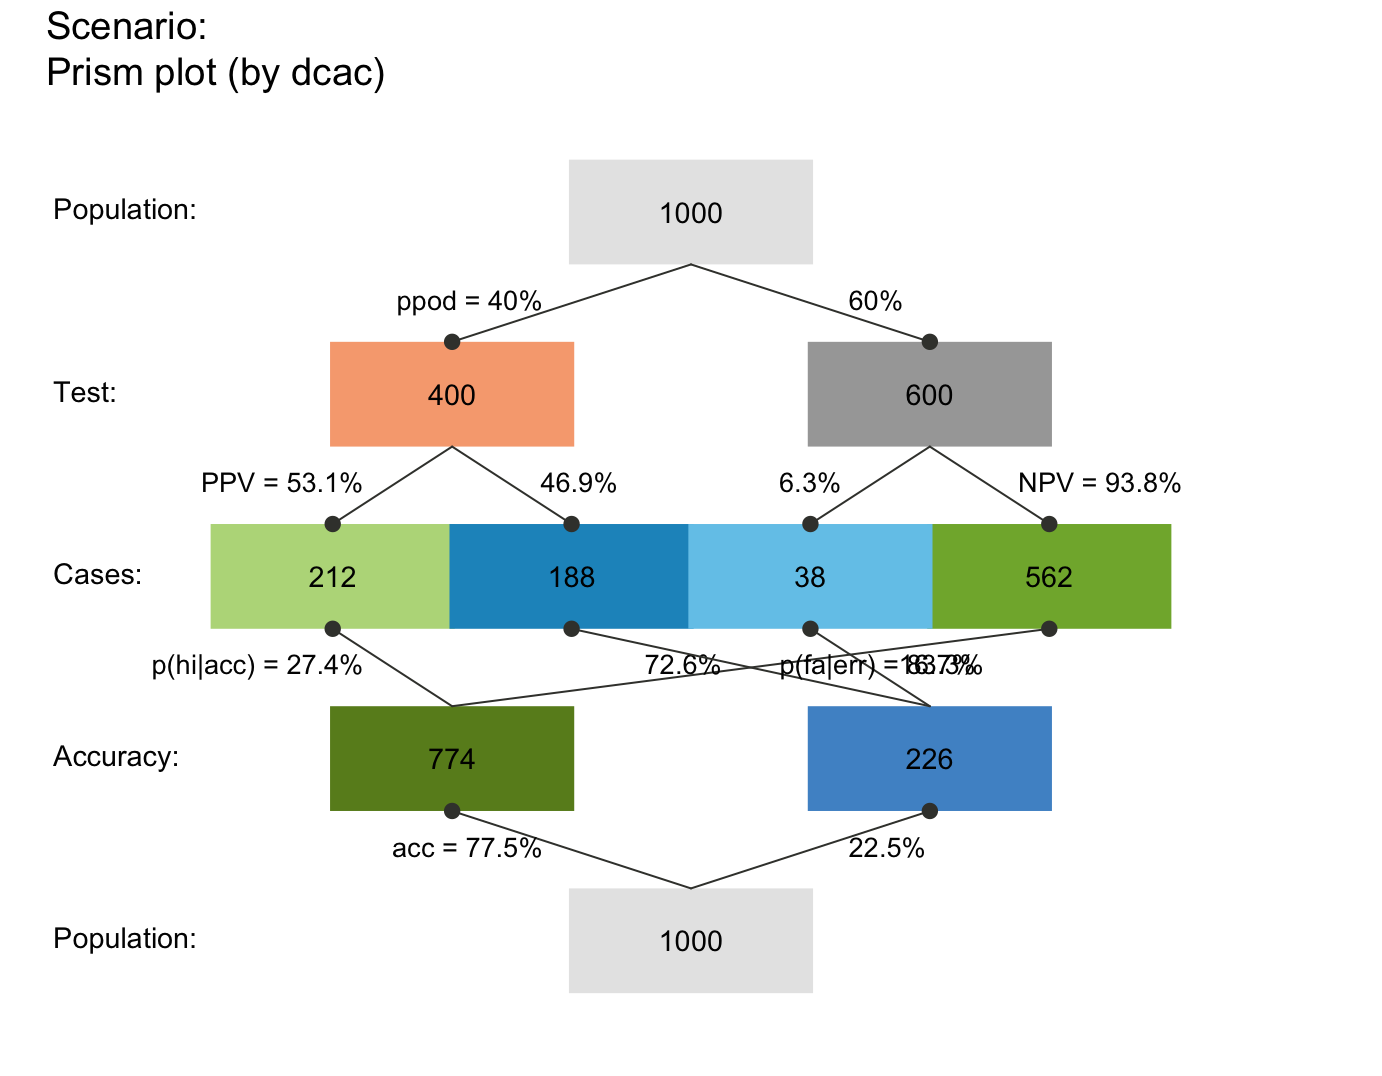 Scenario:
Prism plot (by dcac)
Population:
1000
ppod = 40%
60%
Test:
400
600
PPV = 53.1%
46.9%
6.3%
NPV = 93.8%
Cases:
212
188
38
562
p(hi|acc) = 27.4%
72.6%
p(fa|err) =
Accuracy:
774
226
acc = 77.5%
22.5%
Population:
1000